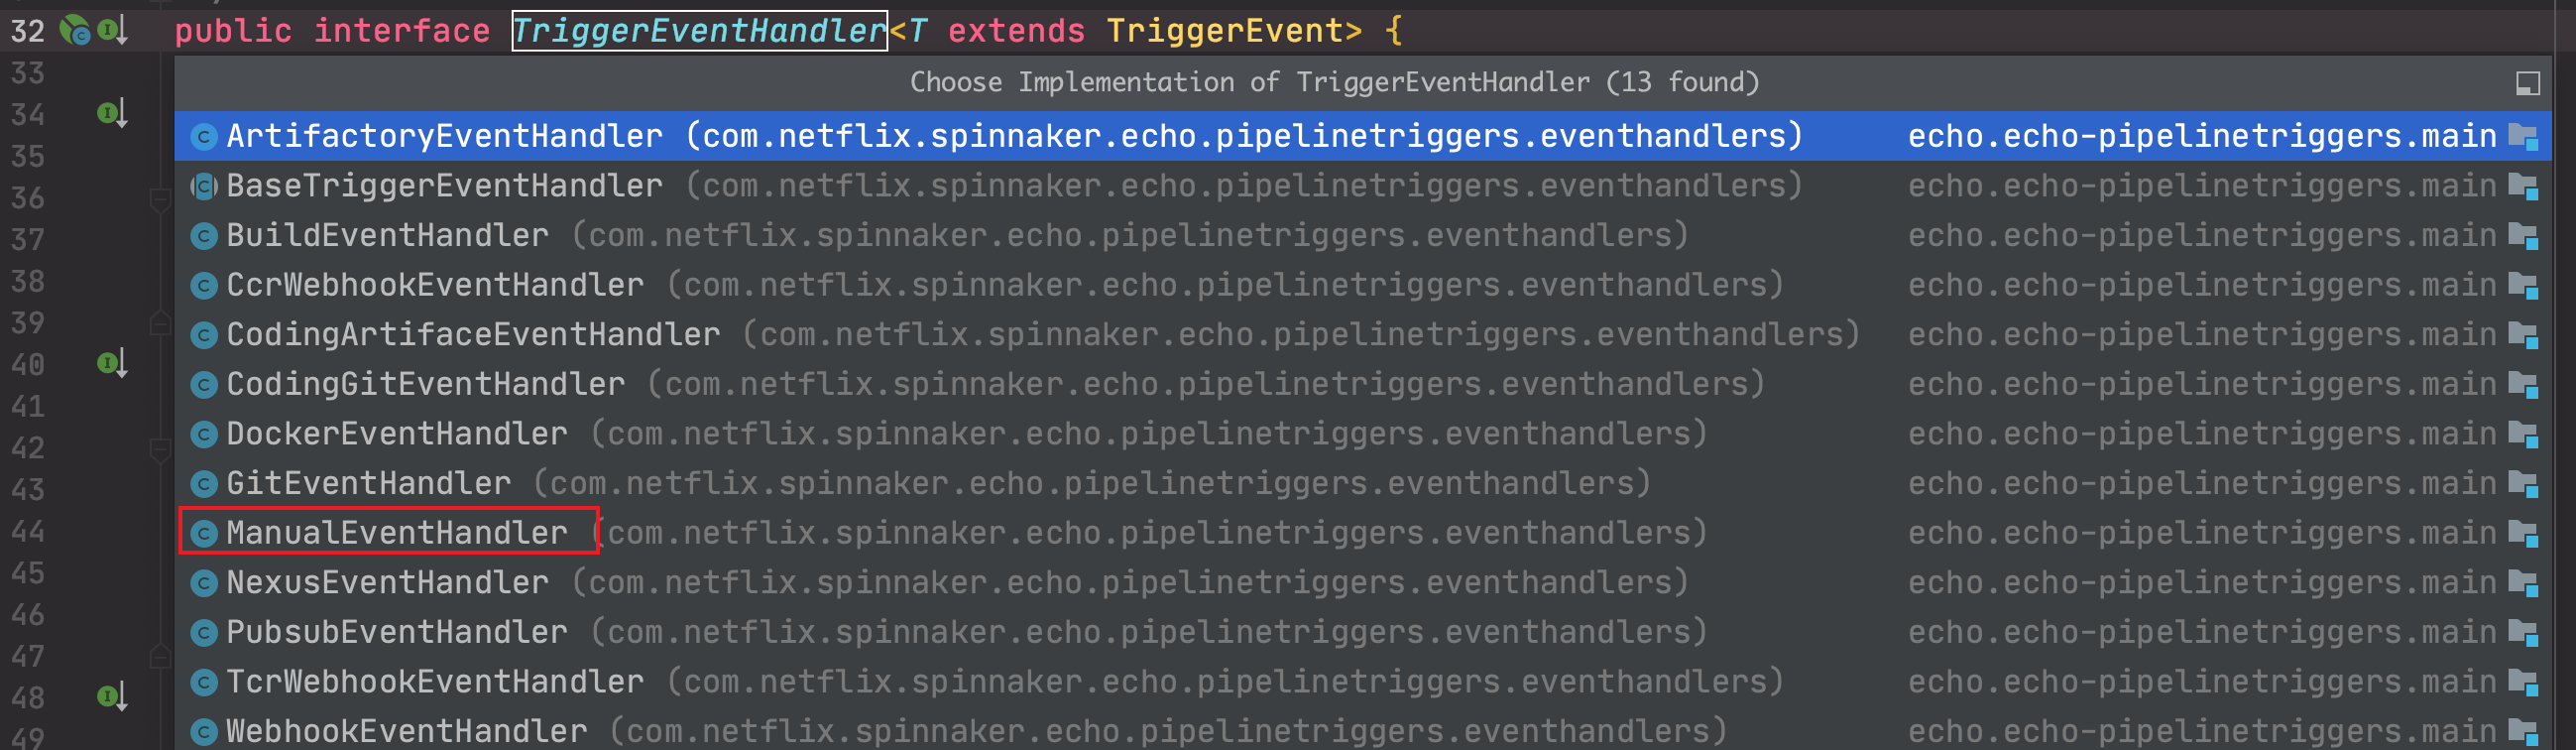 32 public interface TriggerEventHandler<T extends TriggerEvent> {
33 Choose Implementation of TriggerEventHandler (13 found)
34 ArtifactoryEventHandler (com.netflix.spinnaker.echo.pipelinetriggers.eventhandlers) echo.echo-pipelinetriggers.main
35 BaseTriggerEventHandler (com.netflix.spinnaker.echo.pipelinetriggers.eventhandlers) echo.echo-pipelinetriggers.main
36
37 BuildEventHandler (com.netflix.spinnaker.echo.pipelinetriggers.eventhandlers) echo.echo-pipelinetriggers.main
38 CcrWebhookEventHandler (com.netflix.spinnaker.echo.pipelinetriggers.eventhandlers) echo.echo-pipelinetriggers.main
39 CodingArtifaceEventHandler (com.netflix.spinnaker.echo.pipelinetriggers.eventhandlers) echo.echo-pipelinetriggers.main
40 CodingGitEventHandler (com.netflix.spinnaker.echo.pipelinetriggers.eventhandlers) echo.echo-pipelinetriggers.main
41
42 DockerEventHandler (com.netflix.spinnaker.echo.pipelinetriggers.eventhandlers) echo.echo-pipelinetriggers.main
43 GitEventHandler (com.netflix.spinnaker.echo.pipelinetriggers.eventhandlers) echo.echo-pipelinetriggers.main
44 ManualEventHandler (com.netflix.spinnaker.echo.pipelinetriggers.eventhandlers) echo.echo-pipelinetriggers.main
45 NexusEventHandler (com.netflix.spinnaker.echo.pipelinetriggers.eventhandlers) echo.echo-pipelinetriggers.main
46
47 PubsubEventHandler (com.netflix.spinnaker.echo.pipelinetriggers.eventhandlers) echo.echo-pipelinetriggers.main
48 TcrWebhookEventHandler (com.netflix.spinnaker.echo.pipelinetriggers.eventhandlers) echo.echo-pipelinetriggers.main
49 WebhookEventHandler (com.netflix.spinnaker.echo.pipelinetriggers.eventhandlers) echo.echo-pipelinetriggers.main